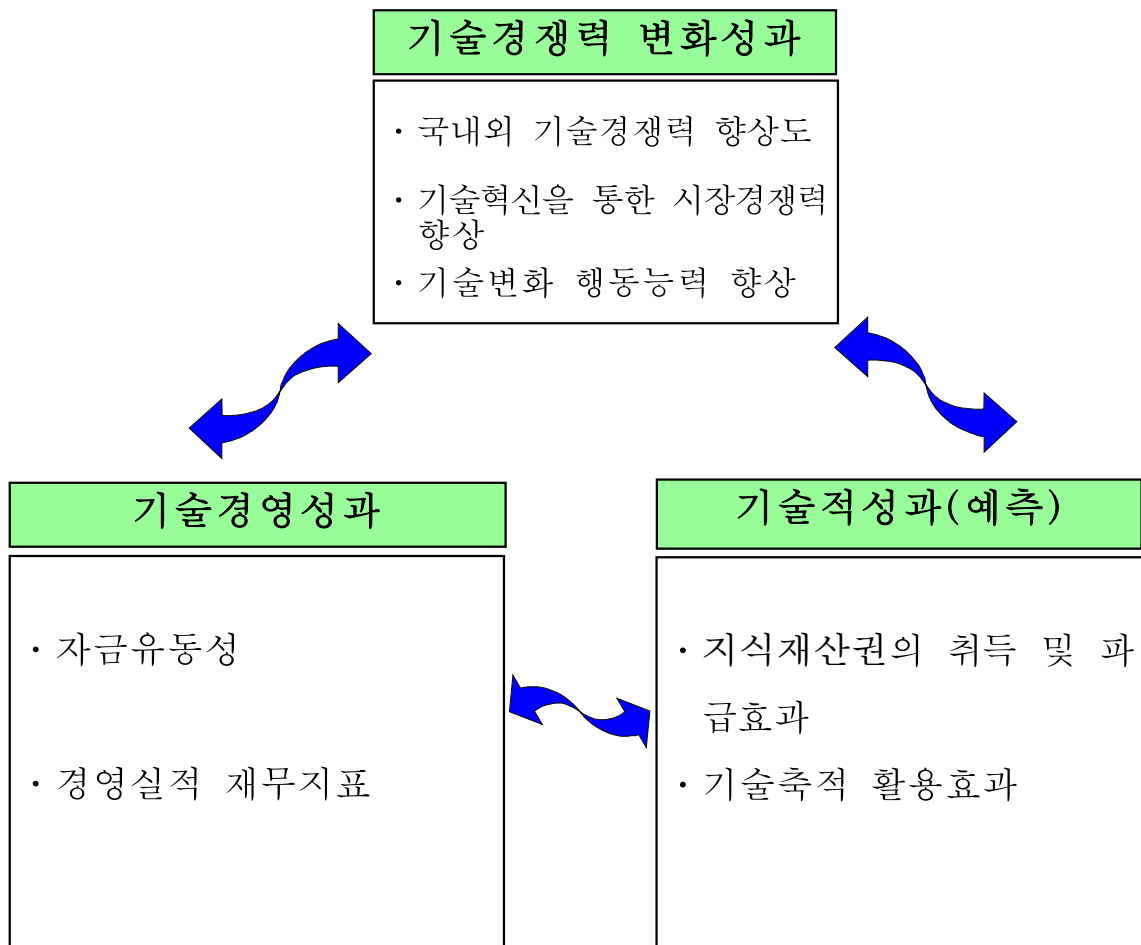 기술경쟁력 변화성과
· 국내외 기술경쟁력 향상도
· 기술혁신을 통한 시장경쟁력
향상
· 기술변화 행동능력 향상
기술경영성과
· 자금유동성
· 경영실적 재무지표
기술적성과(예측)
· 지식재산권의 취득 및 파
급효과
· 기술축적 활용효과